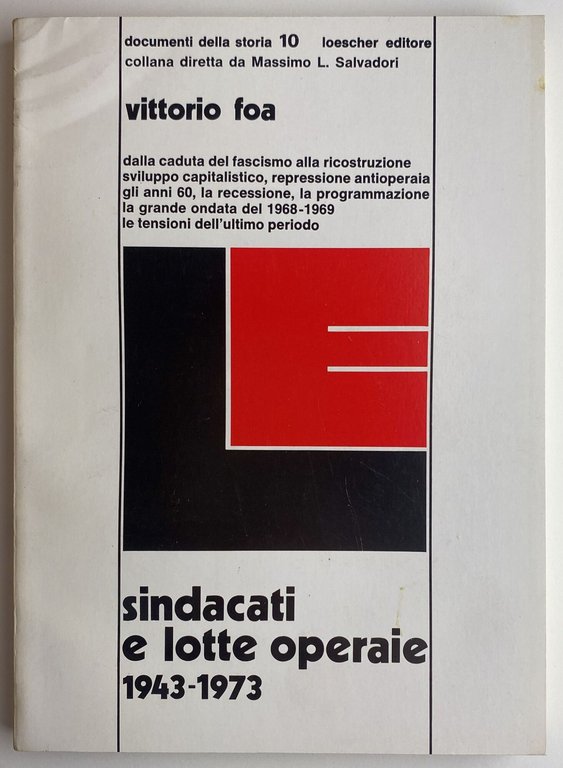 documenti della storia 10 loescher editore
collana diretta da Massimo L. Salvadori
vittorio foa
dalla caduta del fascismo alla ricostruzione
sviluppo capitalistico, repressione antioperaia
gli anni 60, la recessione, la programmazione
la grande ondata del 1968-1969
le tensioni dell'ultimo periodo
sindacati
e lotte operaie
1943-1973